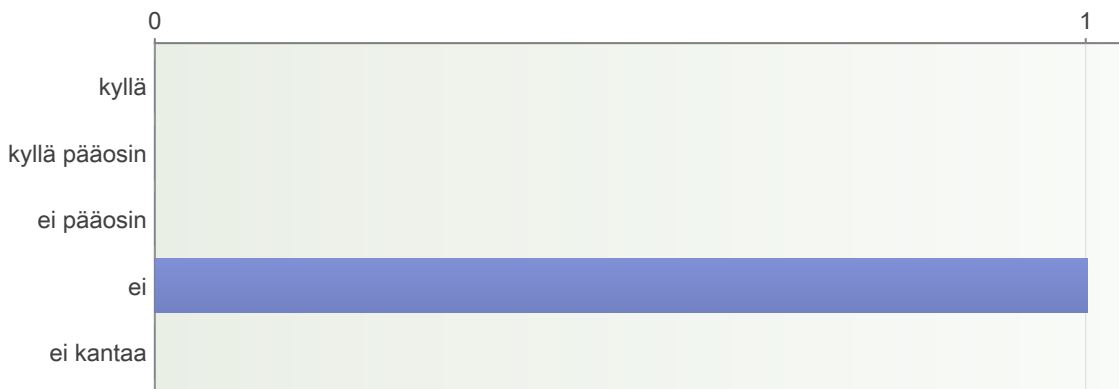 0 1
kyllä
kyllä pääosin
ei pääosin
ei
ei kantaa